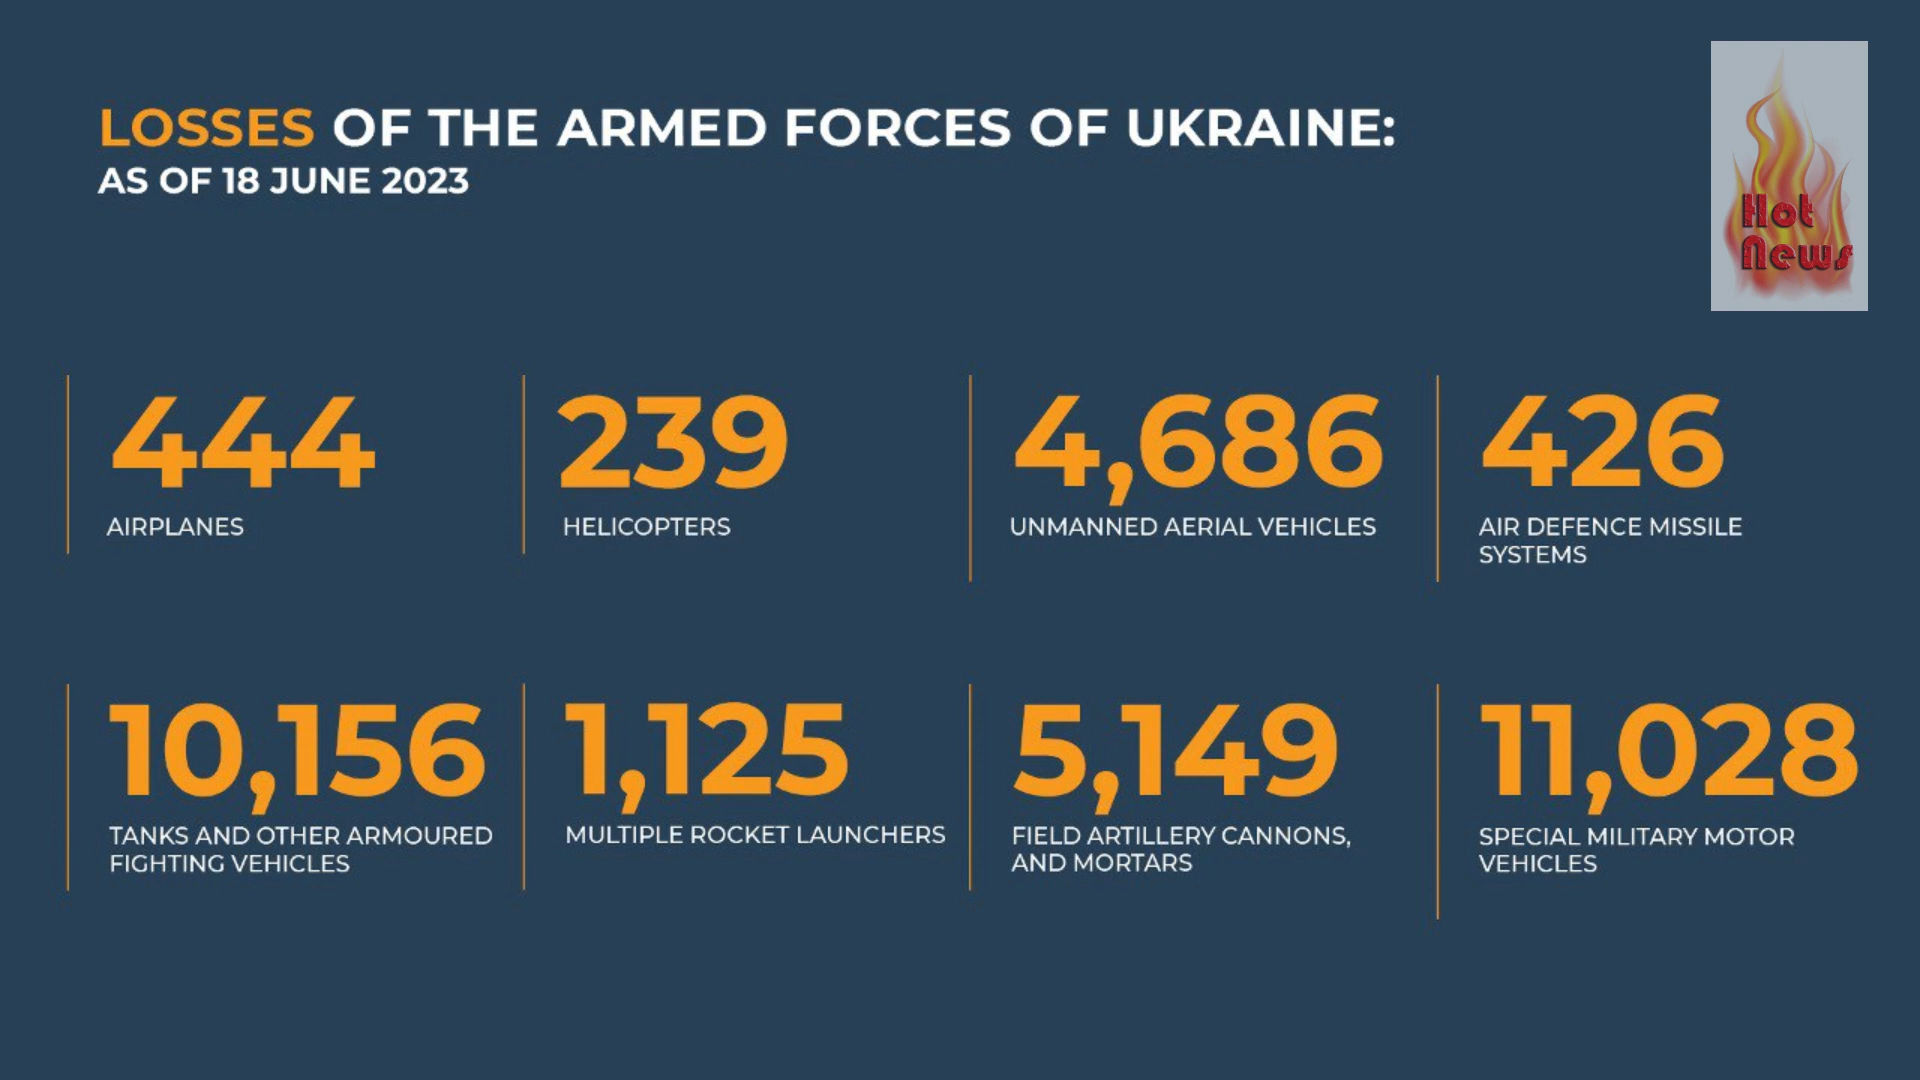 LOSSES OF THE ARMED FORCES OF UKRAINE:
AS OF 18 JUNE 2023
Hot
News
444
AIRPLANES
239
HELICOPTERS
4,686
UNMANNED AERIAL VEHICLES
426
AIR DEFENCE MISSILE
SYSTEMS
10,156
TANKS AND OTHER ARMOURED
FIGHTING VEHICLES
1,125
MULTIPLE ROCKET LAUNCHERS
5,149
FIELD ARTILLERY CANNONS,
AND MORTARS
11,028
SPECIAL MILITARY MOTOR
VEHICLES